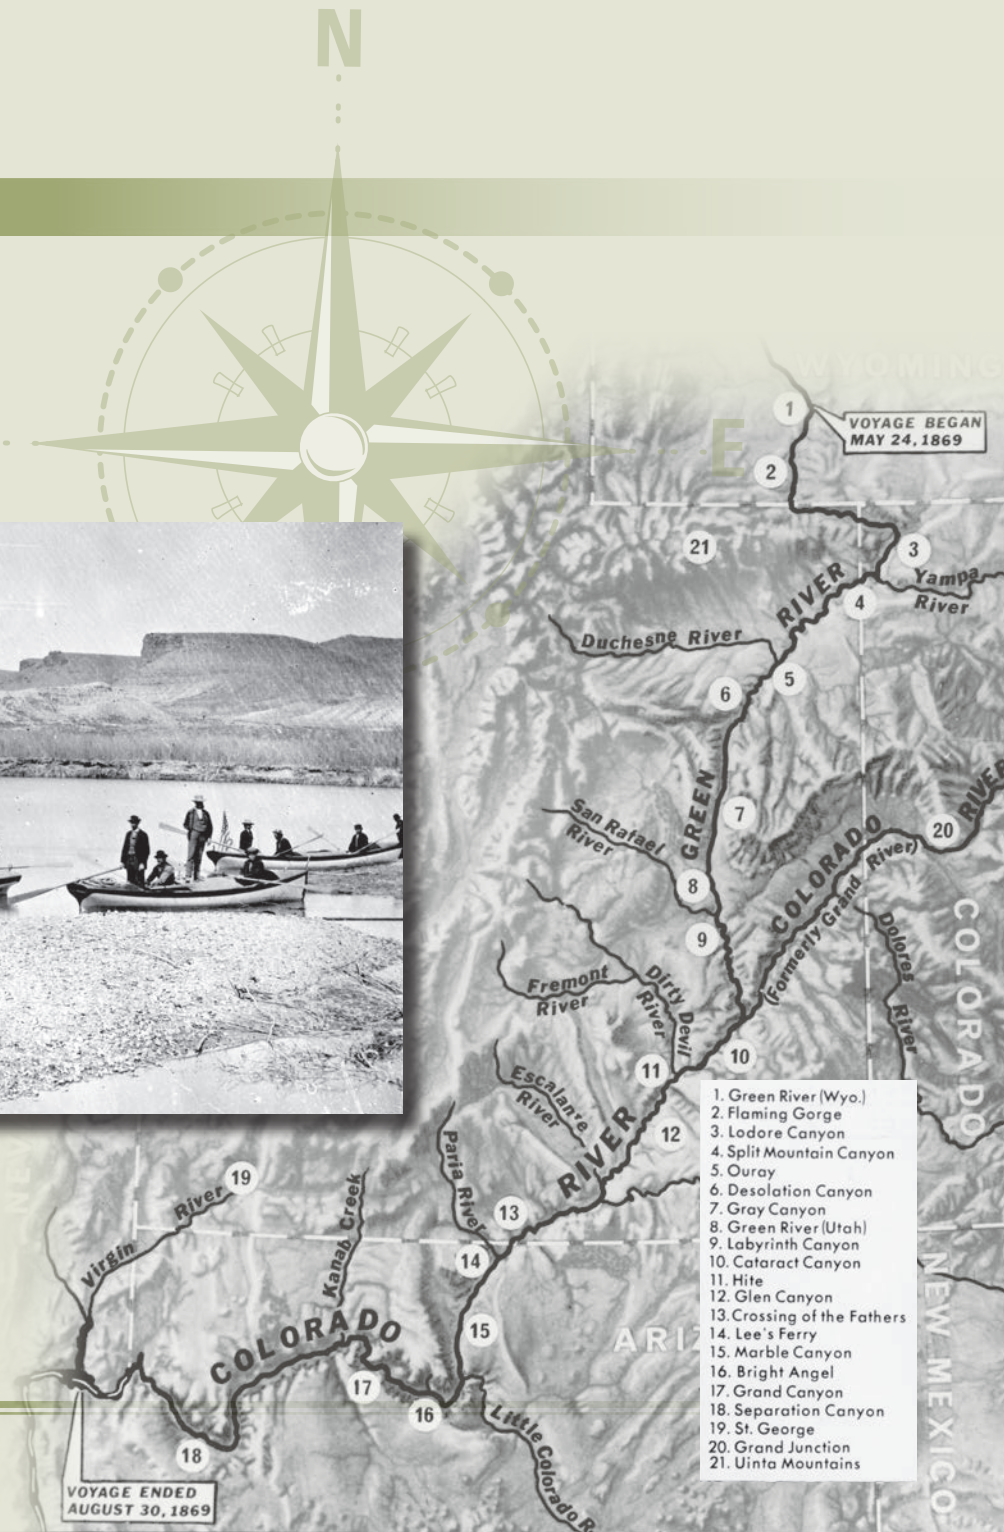 N
E
WYOMING
1
VOYAGE BEGAN
MAY 24, 1869
2
21
3
Yampa
River
4
RIVER
Duchesne River
5
6
GREEN
7
San Rafael
River
8
9
COLORADO
(Formerly Grand River)
20
RIVER
Dolores
River
COLORADO
Fremont
River
Dirty Devil
River
10
11
Escalante
River
12
RIVER
Paria River
13
14
19
Virgin River
Kanab Creek
COLORADO
15
16
17
18
Little Colorado R.
ARIZ
NEW MEXICO
VOYAGE ENDED
AUGUST 30, 1869
1. Green River (Wyo.)
2. Flaming Gorge
3. Lodore Canyon
4. Split Mountain Canyon
5. Ouray
6. Desolation Canyon
7. Gray Canyon
8. Green River (Utah)
9. Labyrinth Canyon
10. Cataract Canyon
11. Hite
12. Glen Canyon
13. Crossing of the Fathers
14. Lee's Ferry
15. Marble Canyon
16. Bright Angel
17. Grand Canyon
18. Separation Canyon
19. St. George
20. Grand Junction
21. Uinta Mountains